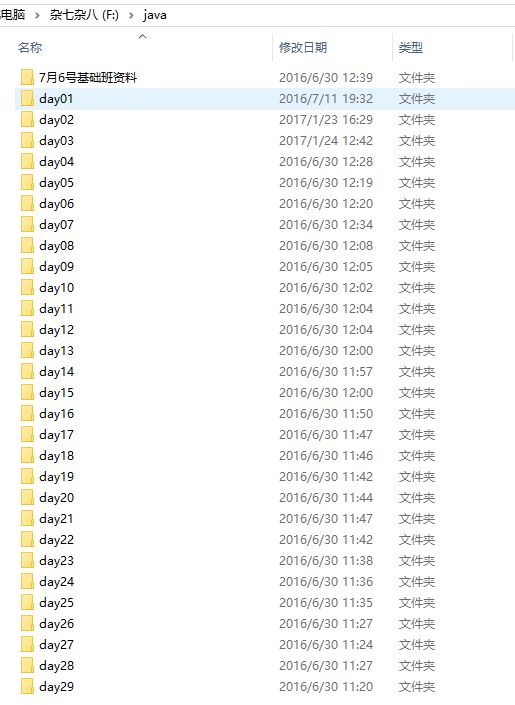 电脑 › 杂七杂八 (F:) › java
名称 修改日期 类型
7月6号基础班资料 2016/6/30 12:39 文件夹
day01 2016/7/11 19:32 文件夹
day02 2017/1/23 16:29 文件夹
day03 2017/1/24 12:42 文件夹
day04 2016/6/30 12:28 文件夹
day05 2016/6/30 12:19 文件夹
day06 2016/6/30 12:20 文件夹
day07 2016/6/30 12:34 文件夹
day08 2016/6/30 12:08 文件夹
day09 2016/6/30 12:05 文件夹
day10 2016/6/30 12:02 文件夹
day11 2016/6/30 12:04 文件夹
day12 2016/6/30 12:04 文件夹
day13 2016/6/30 12:00 文件夹
day14 2016/6/30 11:57 文件夹
day15 2016/6/30 12:00 文件夹
day16 2016/6/30 11:50 文件夹
day17 2016/6/30 11:47 文件夹
day18 2016/6/30 11:46 文件夹
day19 2016/6/30 11:42 文件夹
day20 2016/6/30 11:44 文件夹
day21 2016/6/30 11:47 文件夹
day22 2016/6/30 11:42 文件夹
day23 2016/6/30 11:38 文件夹
day24 2016/6/30 11:36 文件夹
day25 2016/6/30 11:35 文件夹
day26 2016/6/30 11:27 文件夹
day27 2016/6/30 11:24 文件夹
day28 2016/6/30 11:27 文件夹
day29 2016/6/30 11:20 文件夹